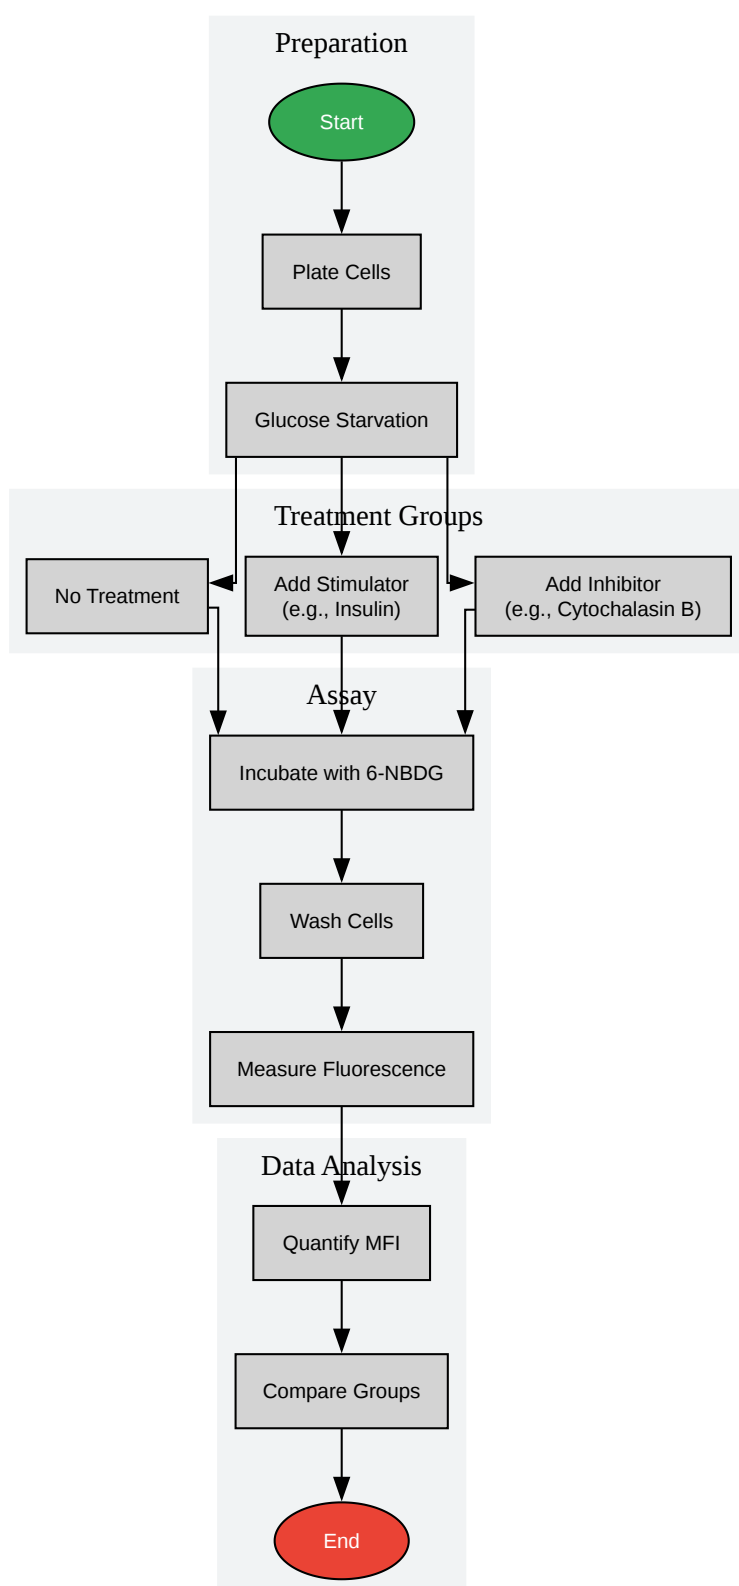 Preparation
Start
Plate Cells
Glucose Starvation
Treatment Groups
No Treatment
Add Stimulator
(e.g., Insulin)
Add Inhibitor
(e.g., Cytochalasin B)
Assay
Incubate with 6-NBDG
Wash Cells
Measure Fluorescence
Data Analysis
Quantify MFI
Compare Groups
End